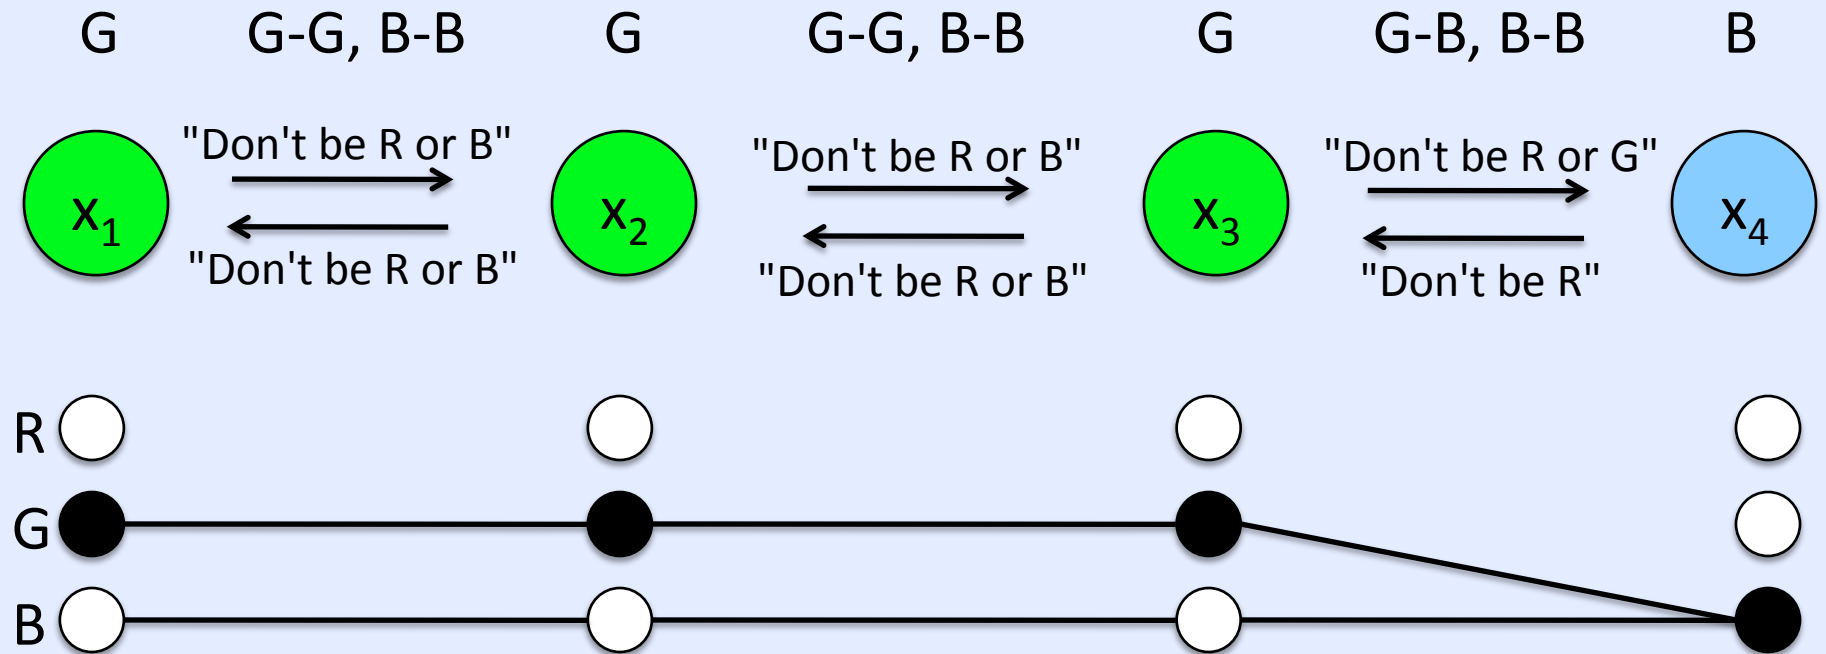 G G-G, B-B G G-G, B-B G G-B, B-B B
"Don't be R or B" "Don't be R or B" "Don't be R or G"
x1 x2 x3 x4
"Don't be R or B" "Don't be R or B" "Don't be R"
R
G
B